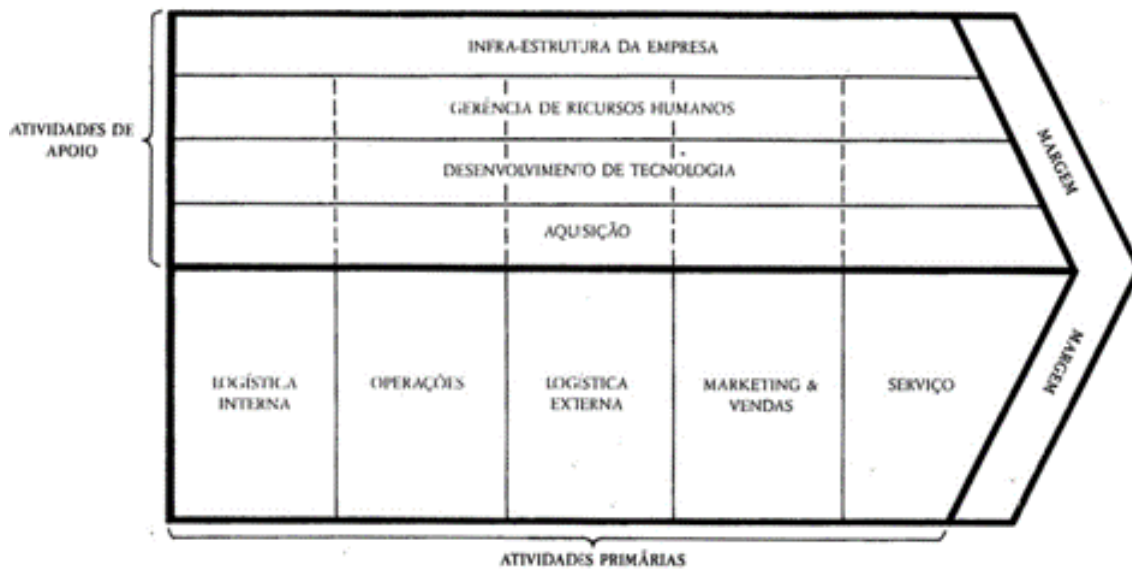 INFRA-ESTRUTURA DA EMPRESA
GERÊNCIA DE RECURSOS HUMANOS
ATIVIDADES DE
APOIO
DESENVOLVIMENTO DE TECNOLOGIA
AQUISIÇÃO
MARGEM
LOGÍSTICA
INTERNA
OPERAÇÕES
LOGÍSTICA
EXTERNA
MARKETING &
VENDAS
SERVIÇO
MARGEM
ATIVIDADES PRIMÁRIAS